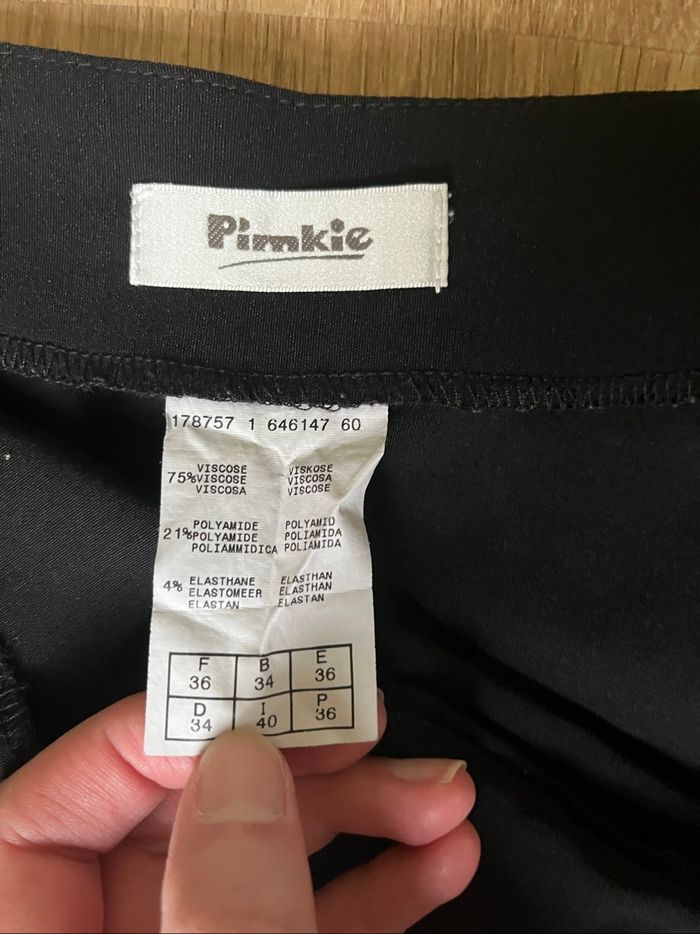 Pimkie
178757 1 646147 60
VISCOSE VISKOSE
75% VISCOSE VISCOSA
VISCOSA VISCOSE
POLYAMIDE POLYAMID
21% POLYAMIDE POLIAMIDA
POLIAMMIDICA POLIAMIDA
4% ELASTHANE ELASTHAN
ELASTOMEER ELASTHAN
ELASTAN ELASTAN
F B E
36 34 36
D I P
34 40 36